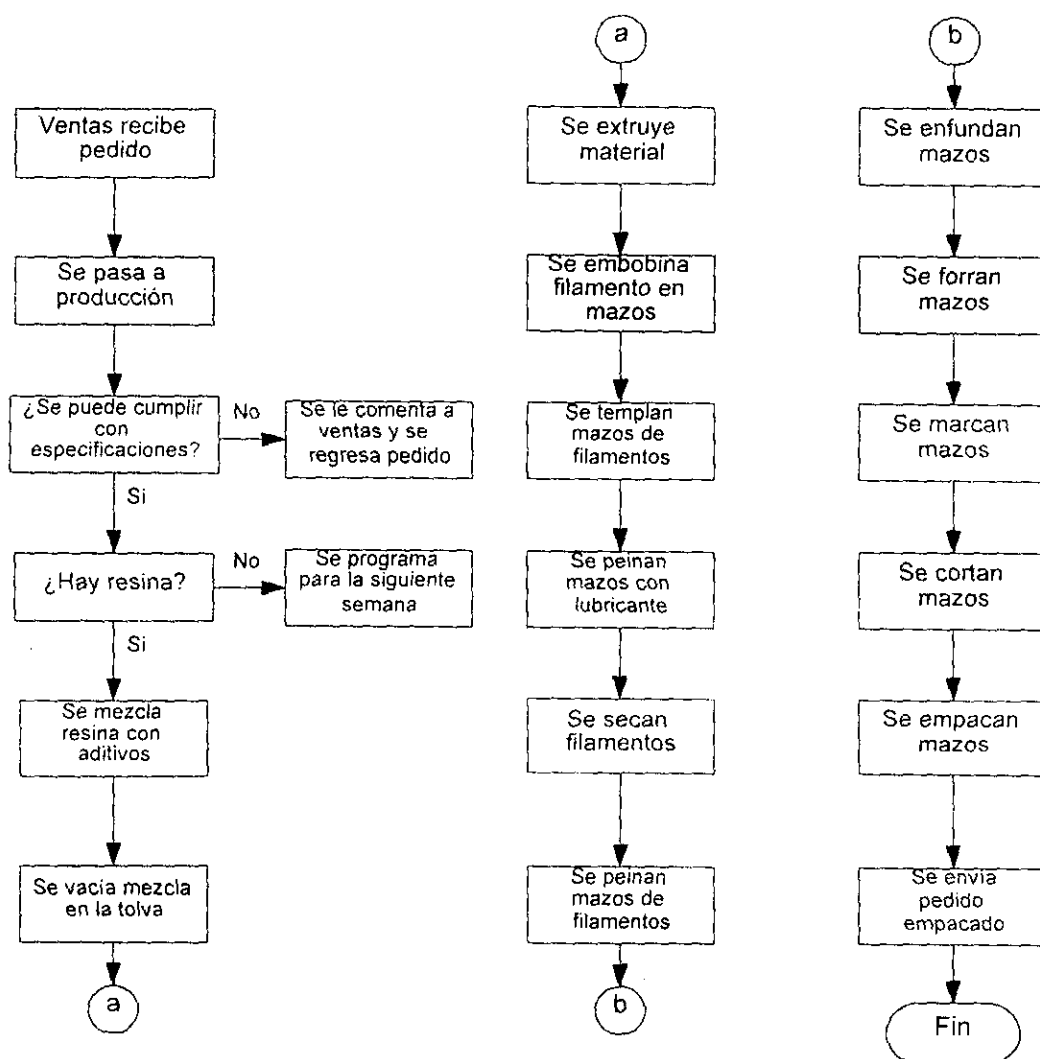 Ventas recibe
pedido
Se pasa a
producción
¿Se puede cumplir
con
especificaciones?
No
Se le comenta a
ventas y se
regresa pedido
Si
¿Hay resina?
No
Se programa
para la siguiente
semana
Si
Se mezcla
resina con
aditivos
Se vacía mezcla
en la tolva
a
a
Se extruye
material
Se embobina
filamento en
mazos
Se templan
mazos de
filamentos
Se peinan
mazos con
lubricante
Se secan
filamentos
Se peinan
mazos de
filamentos
b
b
Se enfundan
mazos
Se forran
mazos
Se marcan
mazos
Se cortan
mazos
Se empacan
mazos
Se envia
pedido
empacado
Fin